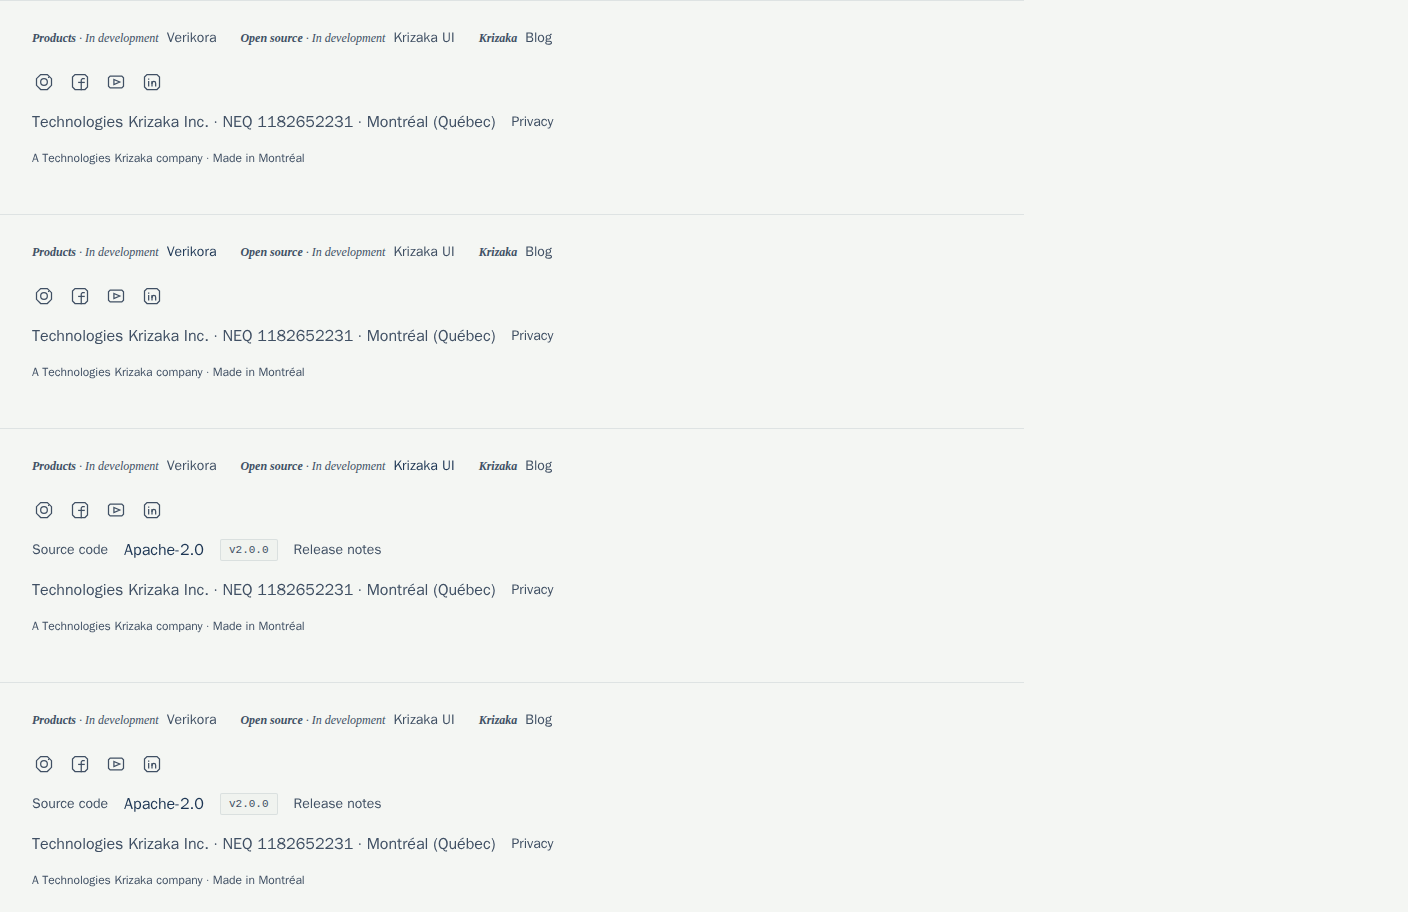 Products · In development Verikora Open source · In development Krizaka UI Krizaka Blog
Technologies Krizaka Inc. · NEQ 1182652231 · Montréal (Québec) Privacy
A Technologies Krizaka company · Made in Montréal
Products · In development Verikora Open source · In development Krizaka UI Krizaka Blog
Technologies Krizaka Inc. · NEQ 1182652231 · Montréal (Québec) Privacy
A Technologies Krizaka company · Made in Montréal
Products · In development Verikora Open source · In development Krizaka UI Krizaka Blog
Source code Apache-2.0 v2.0.0 Release notes
Technologies Krizaka Inc. · NEQ 1182652231 · Montréal (Québec) Privacy
A Technologies Krizaka company · Made in Montréal
Products · In development Verikora Open source · In development Krizaka UI Krizaka Blog
Source code Apache-2.0 v2.0.0 Release notes
Technologies Krizaka Inc. · NEQ 1182652231 · Montréal (Québec) Privacy
A Technologies Krizaka company · Made in Montréal